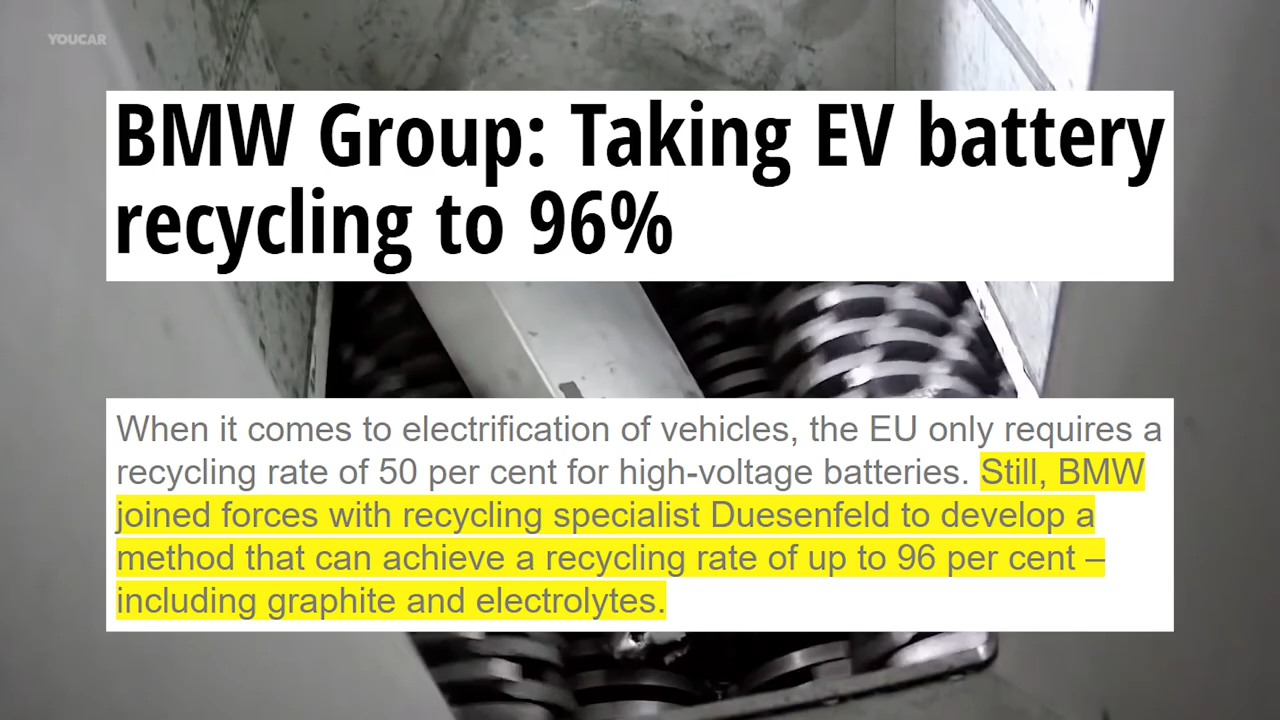 YOUCAR
BMW Group: Taking EV battery
recycling to 96%
When it comes to electrification of vehicles, the EU only requires a
recycling rate of 50 per cent for high-voltage batteries. Still, BMW
joined forces with recycling specialist Duesenfeld to develop a
method that can achieve a recycling rate of up to 96 per cent –
including graphite and electrolytes.